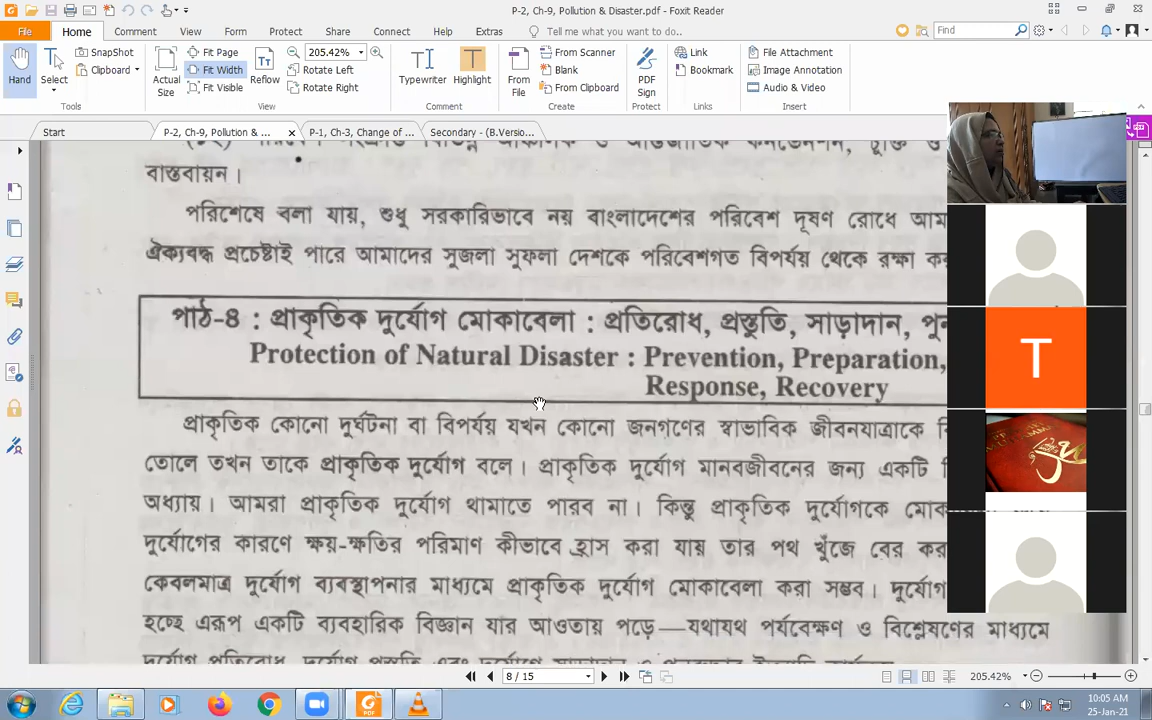 P-2, Ch-9, Pollution & Disaster.pdf - Foxit Reader
File Home Comment View Form Protect Share Connect Help Extras Tell me what you want to do... Find
Hand
Select
SnapShot
Clipboard
Tools
Actual Size
Fit Page
Fit Width
Fit Visible
Reflow
205.42%
Rotate Left
Rotate Right
View
Typewriter
Highlight
Comment
From File
From Scanner
Blank
From Clipboard
Create
PDF Sign
Protect
Link
Bookmark
Links
File Attachment
Image Annotation
Audio & Video
Insert
Start P-2, Ch-9, Pollution & ... P-1, Ch-3, Change of ... Secondary - (B.Versio...
বাস্তবায়ন।
পরিশেষে বলা যায়, শুধু সরকারিভাবে নয় বাংলাদেশের পরিবেশ দূষণ রোধে
ঐক্যবদ্ধ প্রচেষ্টাই পারে আমাদের সুজলা সুফলা দেশকে পরিবেশগত বিপর্যয় থেকে রক্ষা
পাঠ-৪ : প্রাকৃতিক দুর্যোগ মোকাবেলা : প্রতিরোধ, প্রস্তুতি, সাড়াদান,
Protection of Natural Disaster : Prevention, Preparation,
Response, Recovery
প্রাকৃতিক কোনো দুর্ঘটনা বা বিপর্যয় যখন কোনো জনগণের স্বাভাবিক জীবনযাত্রাকে
তোলে তখন তাকে প্রাকৃতিক দুর্যোগ বলে। প্রাকৃতিক দুর্যোগ মানবজীবনের জন্য একটি
অধ্যায়। আমরা প্রাকৃতিক দুর্যোগ থামাতে পারব না। কিন্তু প্রাকৃতিক দুর্যোগকে
দুর্যোগের কারণে ক্ষয়-ক্ষতির পরিমাণ কীভাবে হ্রাস করা যায় তার পথ খুঁজে বের
কেবলমাত্র দুর্যোগ ব্যবস্থাপনার মাধ্যমে প্রাকৃতিক দুর্যোগ মোকাবেলা করা সম্ভব।
হচ্ছে এরূপ একটি ব্যবহারিক বিজ্ঞান যার আওতায় পড়ে—যথাযথ পর্যবেক্ষণ ও বিশ্লেষণের মাধ্যমে
T
8 / 15
205.42%
10:05 AM
25-Jan-21